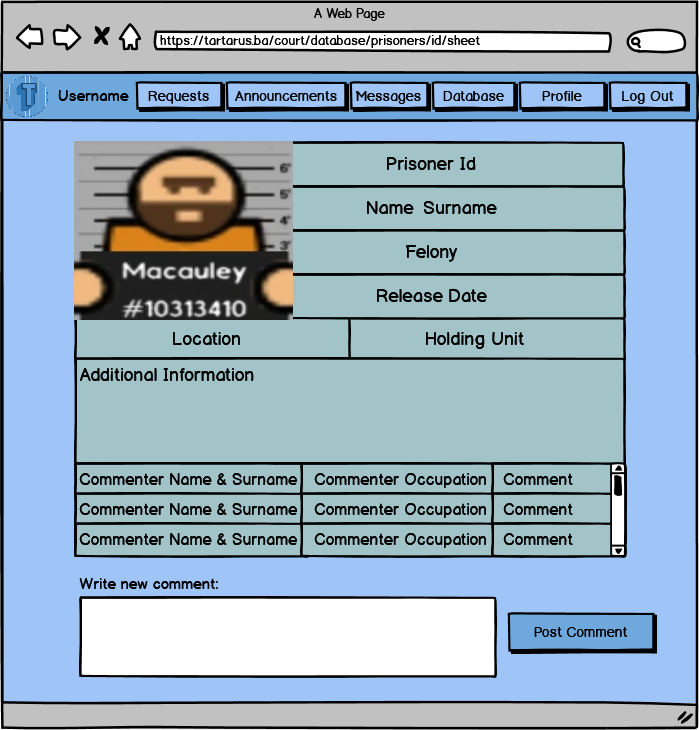 A Web Page
https://tartarus.ba/court/database/prisoners/id/sheet
T Username Requests Announcements Messages Database Profile Log Out
6'
5'
4'
3'
Macauley
#10313410
Prisoner Id
Name Surname
Felony
Release Date
Location Holding Unit
Additional Information
Commenter Name & Surname Commenter Occupation Comment
Commenter Name & Surname Commenter Occupation Comment
Commenter Name & Surname Commenter Occupation Comment
Write new comment:
Post Comment